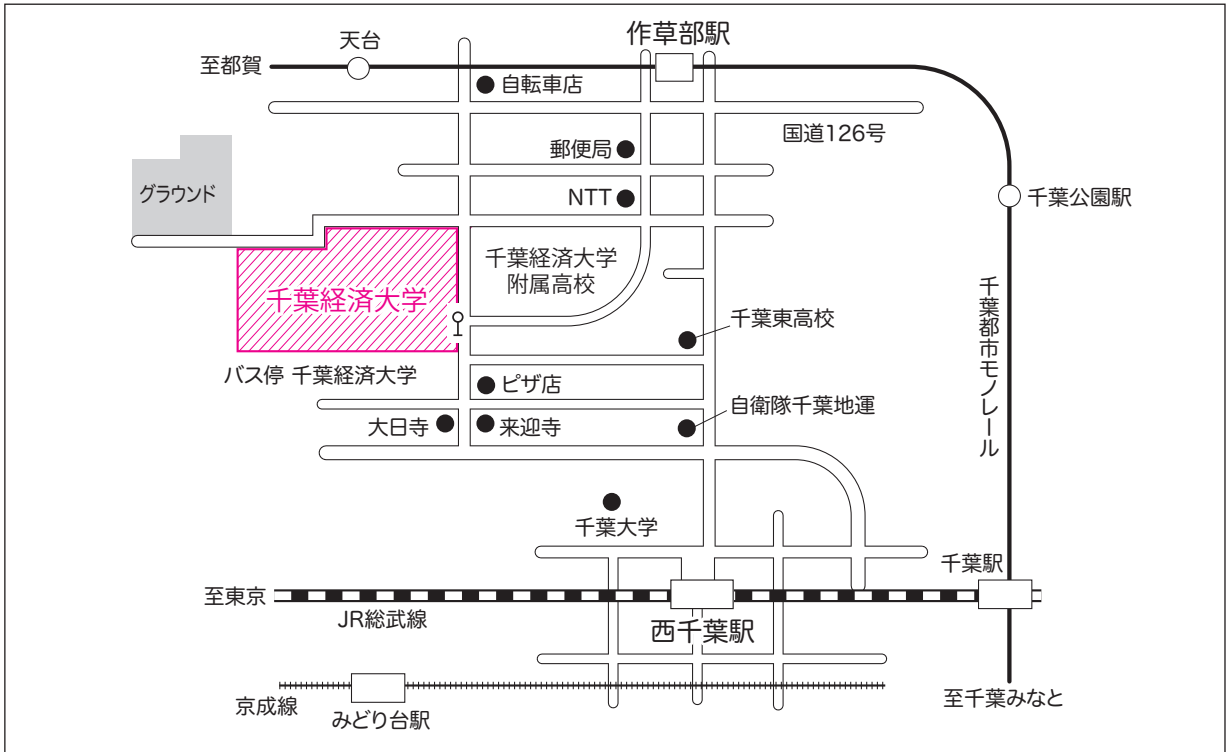 作草部駅
天台
至都賀
自転車店
国道126号
郵便局
グラウンド
NTT
千葉公園駅
千葉経済大学
附属高校
千葉経済大学
千葉都市モノレール
千葉東高校
バス停 千葉経済大学
ピザ店
自衛隊千葉地運
大日寺
来迎寺
千葉大学
千葉駅
至東京
JR総武線
西千葉駅
京成線
みどり台駅
至千葉みなと